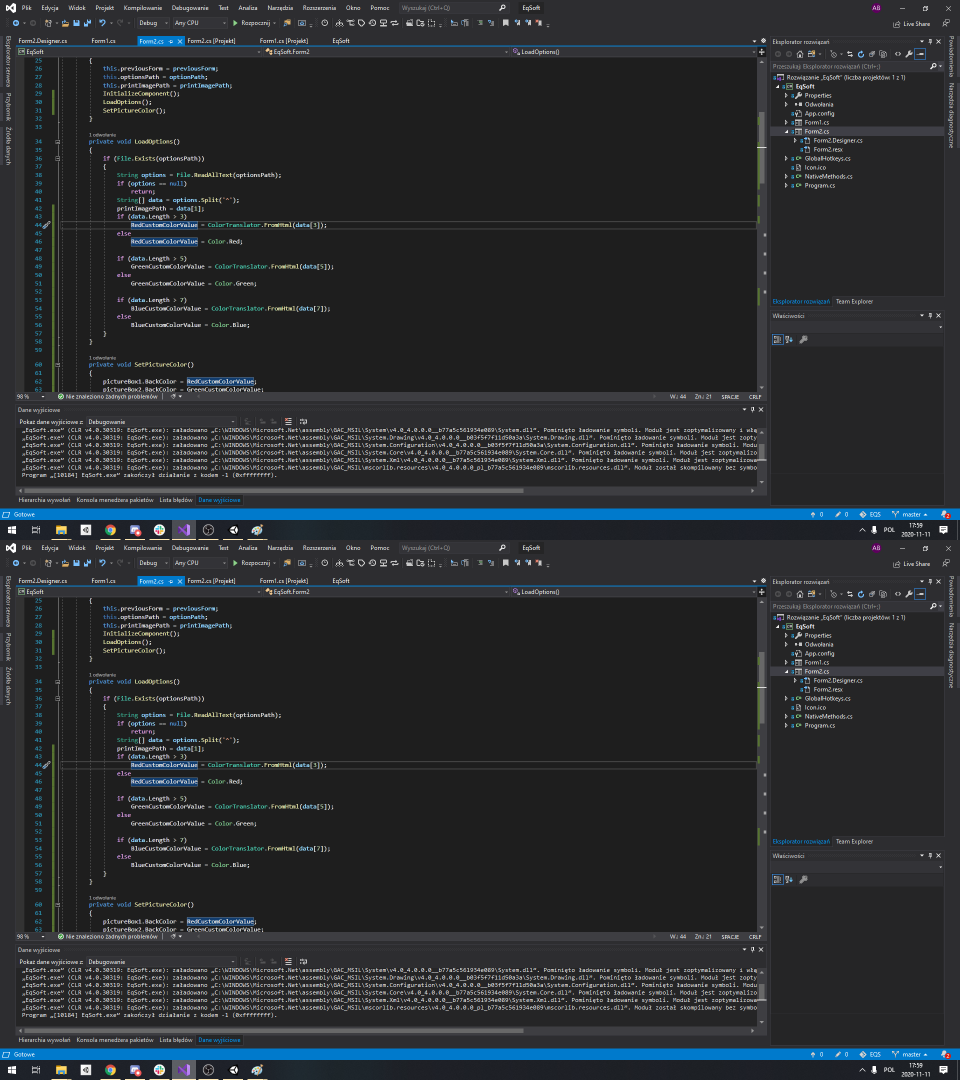 Plik Edycja Widok Projekt Kompilowanie Debugowanie Test Analiza Narzędzia Rozszerzenia Okno Pomoc Wyszukaj (Ctrl+Q) EqSoft AB
Debug Any CPU Rozpocznij Live Share
Form2.Designer.cs Form1.cs Form2.cs Form2.cs [Projekt] Form1.cs [Projekt] EqSoft
EqSoft EqSoft.Form2 LoadOptions()
25 {
26 this.previousForm = previousForm;
27 this.optionsPath = optionPath;
28 this.printImagePath = printImagePath;
29 InitializeComponent();
30 LoadOptions();
31 SetPictureColor();
32 }
33
1 odwołanie
34 private void LoadOptions()
35 {
36 if (File.Exists(optionsPath))
37 {
38 String options = File.ReadAllText(optionsPath);
39 if (options == null)
40 return;
41 String[] data = options.Split('^');
42 printImagePath = data[1];
43 if (data.Length > 3)
44 RedCustomColorValue = ColorTranslator.FromHtml(data[3]);
45 else
46 RedCustomColorValue = Color.Red;
47
48 if (data.Length > 5)
49 GreenCustomColorValue = ColorTranslator.FromHtml(data[5]);
50 else
51 GreenCustomColorValue = Color.Green;
52
53 if (data.Length > 7)
54 BlueCustomColorValue = ColorTranslator.FromHtml(data[7]);
55 else
56 BlueCustomColorValue = Color.Blue;
57 }
58 }
59
1 odwołanie
60 private void SetPictureColor()
61 {
62 pictureBox1.BackColor = RedCustomColorValue;
63 pictureBox2.BackColor = GreenCustomColorValue;
98 % Nie znaleziono żadnych problemów W.: 44 Zn.: 21 SPACJE CRLF
Dane wyjściowe
Pokaż dane wyjściowe z: Debugowanie
„EqSoft.exe" (CLR v4.0.30319: EqSoft.exe): załadowano „C:\WINDOWS\Microsoft.Net\assembly\GAC_MSIL\System\v4.0_4.0.0.0__b77a5c561934e089\System.dll". Pominięto ładowanie symboli. Moduł jest zoptymalizowany i włą
„EqSoft.exe" (CLR v4.0.30319: EqSoft.exe): załadowano „C:\WINDOWS\Microsoft.Net\assembly\GAC_MSIL\System.Drawing\v4.0_4.0.0.0__b03f5f7f11d50a3a\System.Drawing.dll". Pominięto ładowanie symboli. Moduł jest zopty
„EqSoft.exe" (CLR v4.0.30319: EqSoft.exe): załadowano „C:\WINDOWS\Microsoft.Net\assembly\GAC_MSIL\System.Configuration\v4.0_4.0.0.0__b03f5f7f11d50a3a\System.Configuration.dll". Pominięto ładowanie symboli. Modu
„EqSoft.exe" (CLR v4.0.30319: EqSoft.exe): załadowano „C:\WINDOWS\Microsoft.Net\assembly\GAC_MSIL\System.Core\v4.0_4.0.0.0__b77a5c561934e089\System.Core.dll". Pominięto ładowanie symboli. Moduł jest zoptymalizow
„EqSoft.exe" (CLR v4.0.30319: EqSoft.exe): załadowano „C:\WINDOWS\Microsoft.Net\assembly\GAC_MSIL\System.Xml\v4.0_4.0.0.0__b77a5c561934e089\System.Xml.dll". Pominięto ładowanie symboli. Moduł jest zoptymalizowa
„EqSoft.exe" (CLR v4.0.30319: EqSoft.exe): załadowano „C:\WINDOWS\Microsoft.Net\assembly\GAC_MSIL\mscorlib.resources\v4.0_4.0.0.0_pl_b77a5c561934e089\mscorlib.resources.dll". Moduł został skompilowany bez symbo
Program „[10184] EqSoft.exe" zakończył działanie z kodem -1 (0xffffffff).
Hierarchia wywołań Konsola menedżera pakietów Lista błędów Dane wyjściowe
Eksplorator serwera
Przybornik
Źródła danych
Eksplorator rozwiązań
Przeszukaj: Eksplorator rozwiązań (Ctrl+;)
Rozwiązanie „EqSoft" (liczba projektów: 1 z 1)
EqSoft
Properties
Odwołania
App.config
Form1.cs
Form2.cs
Form2.Designer.cs
Form2.resx
GlobalHotkeys.cs
Icon.ico
NativeMethods.cs
Program.cs
Eksplorator rozwiązań Team Explorer
Właściwości
Powiadomienia
Narzędzia diagnostyczne
Gotowe 0 0 EQS master 2
POL 17:59
2020-11-11
Plik Edycja Widok Projekt Kompilowanie Debugowanie Test Analiza Narzędzia Rozszerzenia Okno Pomoc Wyszukaj (Ctrl+Q) EqSoft AB
Debug Any CPU Rozpocznij Live Share
Form2.Designer.cs Form1.cs Form2.cs Form2.cs [Projekt] Form1.cs [Projekt] EqSoft
EqSoft EqSoft.Form2 LoadOptions()
25 {
26 this.previousForm = previousForm;
27 this.optionsPath = optionPath;
28 this.printImagePath = printImagePath;
29 InitializeComponent();
30 LoadOptions();
31 SetPictureColor();
32 }
33
1 odwołanie
34 private void LoadOptions()
35 {
36 if (File.Exists(optionsPath))
37 {
38 String options = File.ReadAllText(optionsPath);
39 if (options == null)
40 return;
41 String[] data = options.Split('^');
42 printImagePath = data[1];
43 if (data.Length > 3)
44 RedCustomColorValue = ColorTranslator.FromHtml(data[3]);
45 else
46 RedCustomColorValue = Color.Red;
47
48 if (data.Length > 5)
49 GreenCustomColorValue = ColorTranslator.FromHtml(data[5]);
50 else
51 GreenCustomColorValue = Color.Green;
52
53 if (data.Length > 7)
54 BlueCustomColorValue = ColorTranslator.FromHtml(data[7]);
55 else
56 BlueCustomColorValue = Color.Blue;
57 }
58 }
59
1 odwołanie
60 private void SetPictureColor()
61 {
62 pictureBox1.BackColor = RedCustomColorValue;
63 pictureBox2.BackColor = GreenCustomColorValue;
98 % Nie znaleziono żadnych problemów W.: 44 Zn.: 21 SPACJE CRLF
Dane wyjściowe
Pokaż dane wyjściowe z: Debugowanie
„EqSoft.exe" (CLR v4.0.30319: EqSoft.exe): załadowano „C:\WINDOWS\Microsoft.Net\assembly\GAC_MSIL\System\v4.0_4.0.0.0__b77a5c561934e089\System.dll". Pominięto ładowanie symboli. Moduł jest zoptymalizowany i włą
„EqSoft.exe" (CLR v4.0.30319: EqSoft.exe): załadowano „C:\WINDOWS\Microsoft.Net\assembly\GAC_MSIL\System.Drawing\v4.0_4.0.0.0__b03f5f7f11d50a3a\System.Drawing.dll". Pominięto ładowanie symboli. Moduł jest zopty
„EqSoft.exe" (CLR v4.0.30319: EqSoft.exe): załadowano „C:\WINDOWS\Microsoft.Net\assembly\GAC_MSIL\System.Configuration\v4.0_4.0.0.0__b03f5f7f11d50a3a\System.Configuration.dll". Pominięto ładowanie symboli. Modu
„EqSoft.exe" (CLR v4.0.30319: EqSoft.exe): załadowano „C:\WINDOWS\Microsoft.Net\assembly\GAC_MSIL\System.Core\v4.0_4.0.0.0__b77a5c561934e089\System.Core.dll". Pominięto ładowanie symboli. Moduł jest zoptymalizow
„EqSoft.exe" (CLR v4.0.30319: EqSoft.exe): załadowano „C:\WINDOWS\Microsoft.Net\assembly\GAC_MSIL\System.Xml\v4.0_4.0.0.0__b77a5c561934e089\System.Xml.dll". Pominięto ładowanie symboli. Moduł jest zoptymalizowa
„EqSoft.exe" (CLR v4.0.30319: EqSoft.exe): załadowano „C:\WINDOWS\Microsoft.Net\assembly\GAC_MSIL\mscorlib.resources\v4.0_4.0.0.0_pl_b77a5c561934e089\mscorlib.resources.dll". Moduł został skompilowany bez symbo
Program „[10184] EqSoft.exe" zakończył działanie z kodem -1 (0xffffffff).
Hierarchia wywołań Konsola menedżera pakietów Lista błędów Dane wyjściowe
Eksplorator serwera
Przybornik
Źródła danych
Eksplorator rozwiązań
Przeszukaj: Eksplorator rozwiązań (Ctrl+;)
Rozwiązanie „EqSoft" (liczba projektów: 1 z 1)
EqSoft
Properties
Odwołania
App.config
Form1.cs
Form2.cs
Form2.Designer.cs
Form2.resx
GlobalHotkeys.cs
Icon.ico
NativeMethods.cs
Program.cs
Eksplorator rozwiązań Team Explorer
Właściwości
Powiadomienia
Narzędzia diagnostyczne
Gotowe 0 0 EQS master 2
POL 17:59
2020-11-11